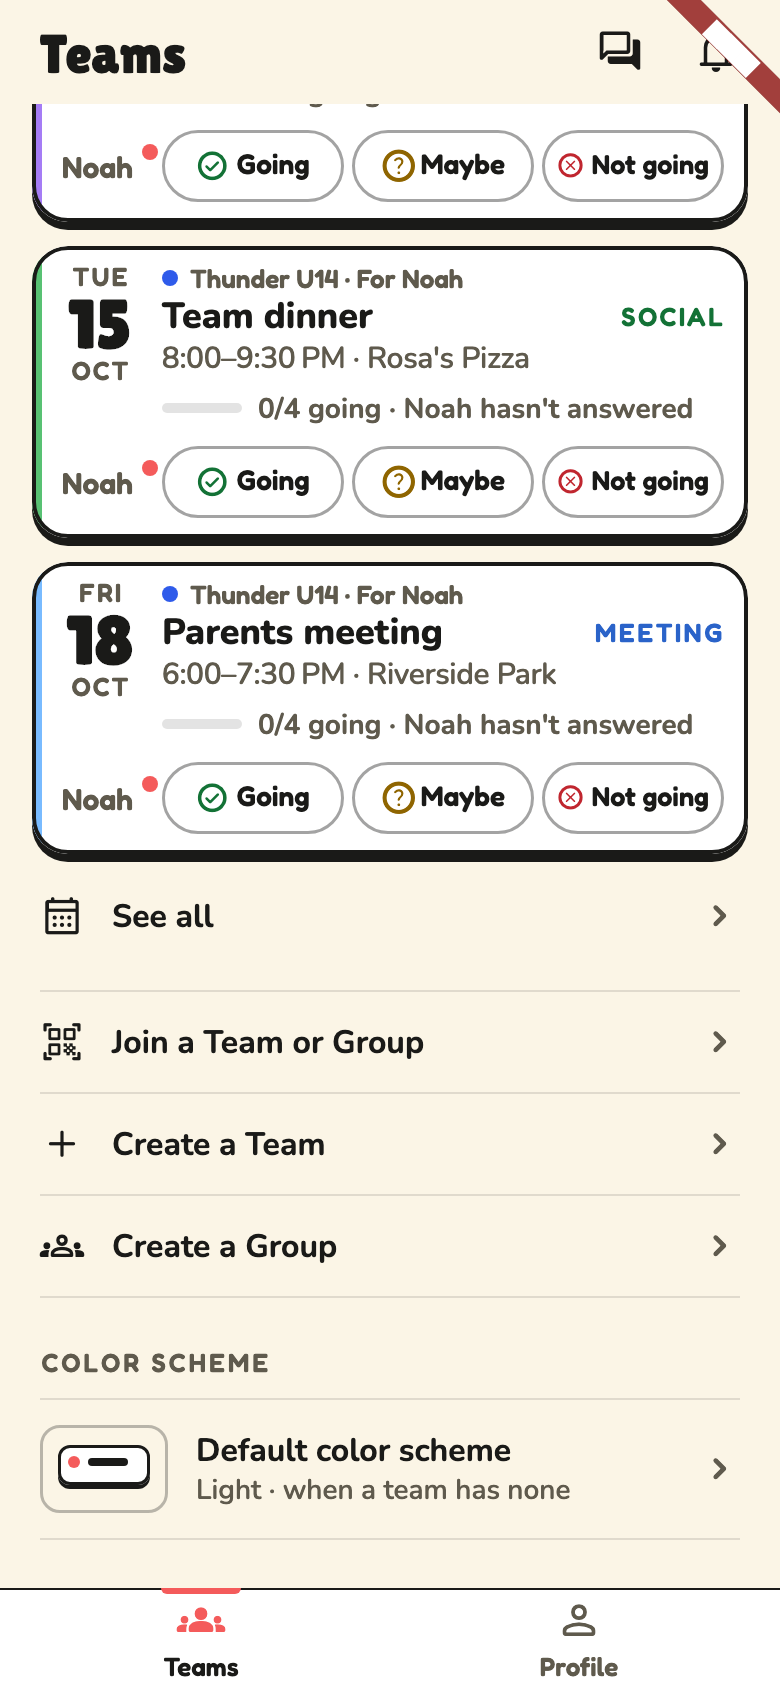 Teams
Noah Going Maybe Not going
TUE
15
OCT
Thunder U14 · For Noah
Team dinner
SOCIAL
8:00–9:30 PM · Rosa's Pizza
0/4 going · Noah hasn't answered
Noah Going Maybe Not going
FRI
18
OCT
Thunder U14 · For Noah
Parents meeting
MEETING
6:00–7:30 PM · Riverside Park
0/4 going · Noah hasn't answered
Noah Going Maybe Not going
See all
Join a Team or Group
Create a Team
Create a Group
COLOR SCHEME
Default color scheme
Light · when a team has none
Teams
Profile